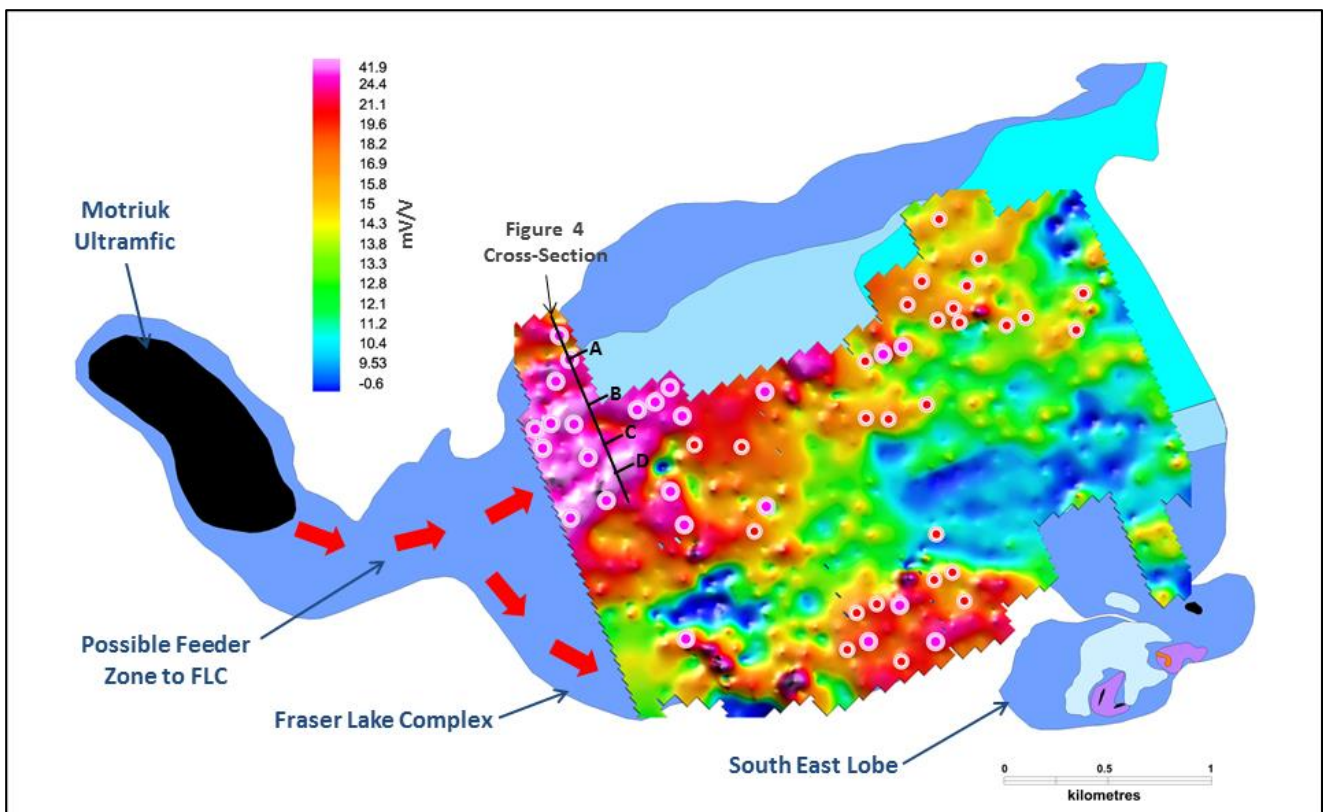 41.9
24.4
21.1
19.6
18.2
16.9
15.8
15
14.3
13.8
13.3
12.8
12.1
11.2
10.2
9.53
-0.6
mV/V
Motriuk
Ultramfic
Figure 4
Cross-Section
A
B
C
D
Possible Feeder
Zone to FLC
Fraser Lake Complex
South East Lobe
0 0.5 1
kilometres